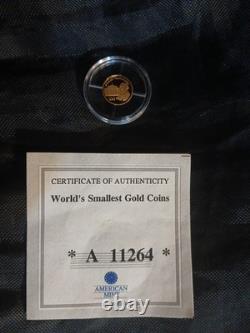 CERTIFICATE OF AUTHENTICITY
World's Smallest Gold Coins
* A 11264 *
AMERICAN
MINT